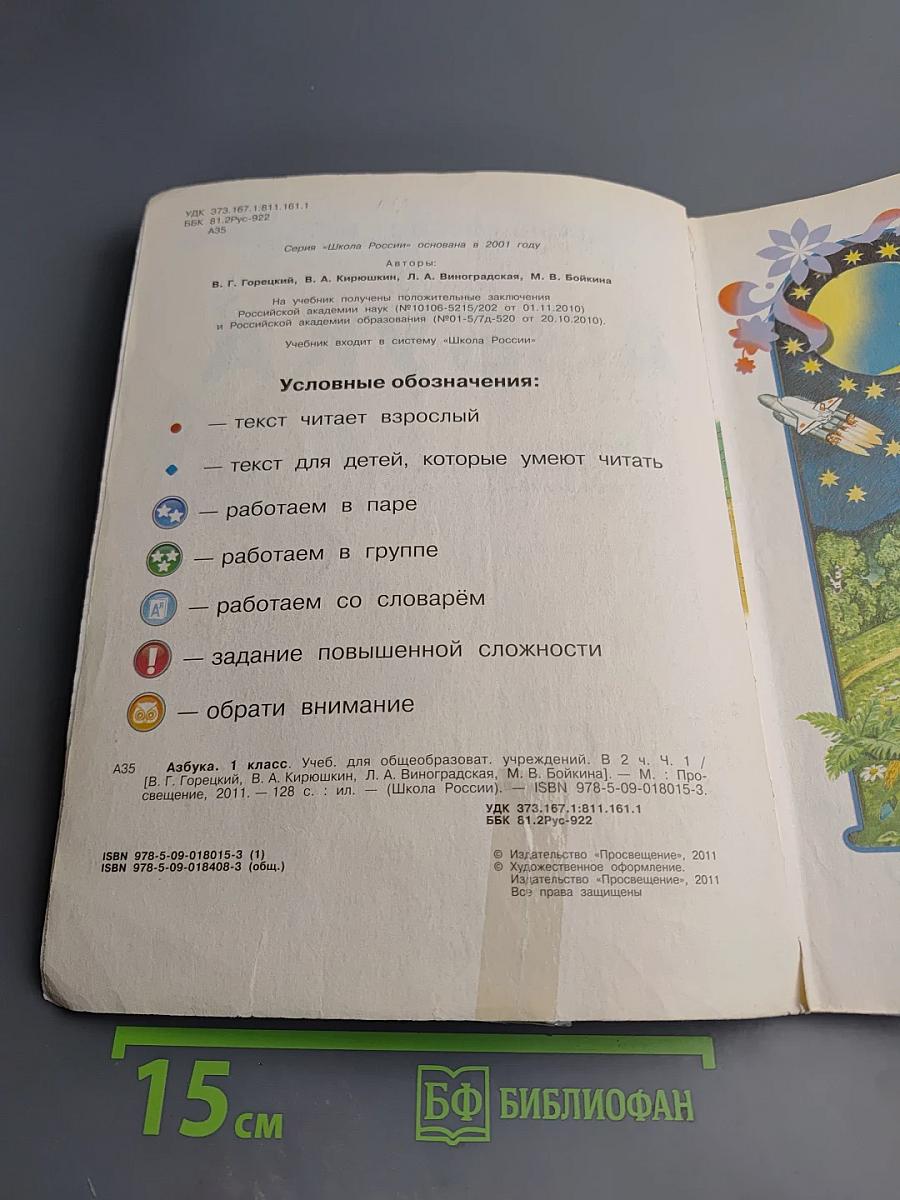 УДК 373.167.1:811.161.1
ББК 81.2Рус-922
А35
Серия «Школа России» основана в 2001 году
Авторы:
В. Г. Горецкий, В. А. Кирюшкин, Л. А. Виноградская, М. В. Бойкина
На учебник получены положительные заключения
Российской академии наук (№10106-5215/202 от 01.11.2010)
и Российской академии образования (№01-5/7д-520 от 20.10.2010).
Учебник входит в систему «Школа России»
Условные обозначения:
— текст читает взрослый
— текст для детей, которые умеют читать
— работаем в паре
— работаем в группе
— работаем со словарём
! — задание повышенной сложности
— обрати внимание
А35 Азбука. 1 класс. Учеб. для общеобразоват. учреждений. В 2 ч. Ч. 1 /
[В. Г. Горецкий, В. А. Кирюшкин, Л. А. Виноградская, М. В. Бойкина]. — М. : Про-
свещение, 2011. — 128 с. : ил. — (Школа России). — ISBN 978-5-09-018015-3.
УДК 373.167.1:811.161.1
ББК 81.2Рус-922
ISBN 978-5-09-018015-3 (1)
ISBN 978-5-09-018408-3 (общ.)
© Издательство «Просвещение», 2011
© Художественное оформление.
Издательство «Просвещение», 2011
Все права защищены
15 см
БФ БИБЛИОФАН